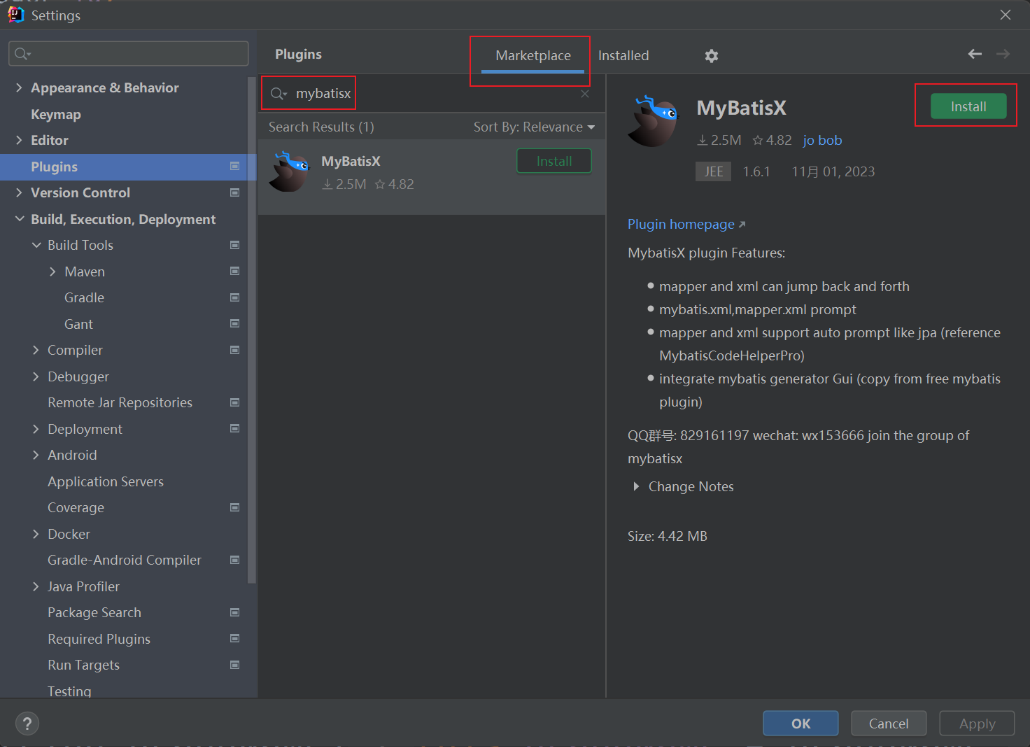 Settings
Appearance & Behavior
Keymap
Editor
Plugins
Version Control
Build, Execution, Deployment
Build Tools
Maven
Gradle
Gant
Compiler
Debugger
Remote Jar Repositories
Deployment
Android
Application Servers
Coverage
Docker
Gradle-Android Compiler
Java Profiler
Package Search
Required Plugins
Run Targets
Testing
Plugins
Marketplace
Installed
mybatisx
Search Results (1)
Sort By: Relevance
MyBatisX
Install
2.5M 4.82
MyBatisX
Install
2.5M 4.82 jo bob
JEE 1.6.1 11月 01, 2023
Plugin homepage
MybatisX plugin Features:
mapper and xml can jump back and forth
mybatis.xml,mapper.xml prompt
mapper and xml support auto prompt like jpa (reference
MybatisCodeHelperPro)
integrate mybatis generator Gui (copy from free mybatis
plugin)
QQ群号: 829161197 wechat: wx153666 join the group of
mybatisx
Change Notes
Size: 4.42 MB
?
OK
Cancel
Apply